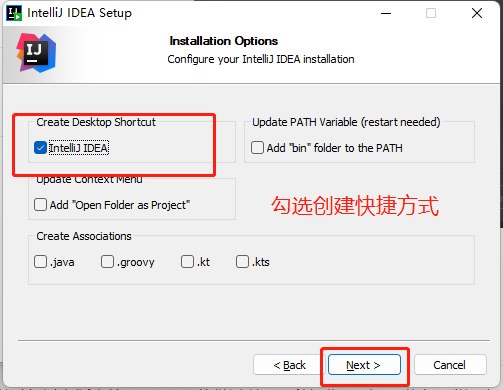 IntelliJ IDEA Setup
IJ
Installation Options
Configure your IntelliJ IDEA installation
Create Desktop Shortcut
IntelliJ IDEA
Update PATH Variable (restart needed)
Add "bin" folder to the PATH
Update Context Menu
Add "Open Folder as Project"
勾选创建快捷方式
Create Associations
.java .groovy .kt .kts
< Back Next > Cancel